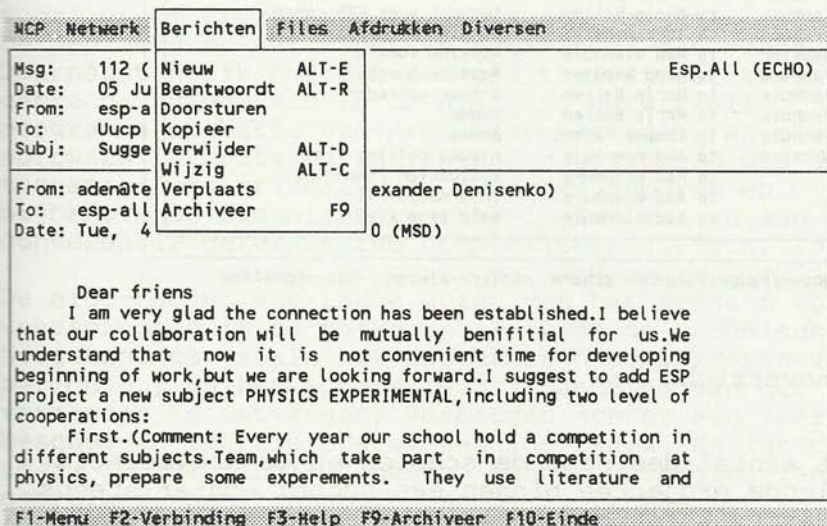 WCP Netwerk Berichten Files Afdrukken Diversen
Msg: 112 ( Nieuw ALT-E Esp.All (ECHO)
Date: 05 Ju Beantwoordt ALT-R
From: esp-a Doorsturen
To: Uucp Kopieer
Subj: Sugge Verwijder ALT-D
Wijzig ALT-C
From: aden@te Verplaats exander Denisenko)
To: esp-all Archiveer F9
Date: Tue, 4 0 (MSD)
Dear friens
I am very glad the connection has been established.I believe
that our collaboration will be mutually benifitial for us.We
understand that now it is not convenient time for developing
beginning of work,but we are looking forward.I suggest to add ESP
project a new subject PHYSICS EXPERIMENTAL,including two level of
cooperations:
First.(Comment: Every year our school hold a competition in
different subjects.Team,which take part in competition at
physics, prepare some experements. They use literature and
F1-Menu F2-Verbinding F3-Help F9-Archiveer F10-Einde